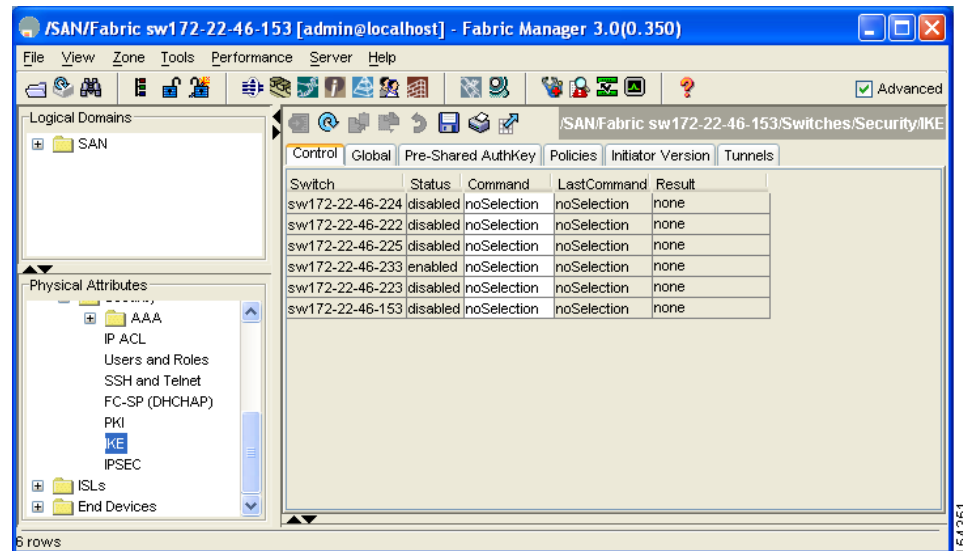 /SAN/Fabric sw172-22-46-153 [admin@localhost] - Fabric Manager 3.0(0.350)
File View Zone Tools Performance Server Help
Advanced
Logical Domains
SAN
/SAN/Fabric sw172-22-46-153/Switches/Security/IKE
Control Global Pre-Shared AuthKey Policies Initiator Version Tunnels
Switch Status Command LastCommand Result
sw172-22-46-224 disabled noSelection noSelection none
sw172-22-46-222 disabled noSelection noSelection none
sw172-22-46-225 disabled noSelection noSelection none
sw172-22-46-233 enabled noSelection noSelection none
sw172-22-46-223 disabled noSelection noSelection none
sw172-22-46-153 disabled noSelection noSelection none
Physical Attributes
AAA
IP ACL
Users and Roles
SSH and Telnet
FC-SP (DHCHAP)
PKI
IKE
IPSEC
ISLs
End Devices
6 rows